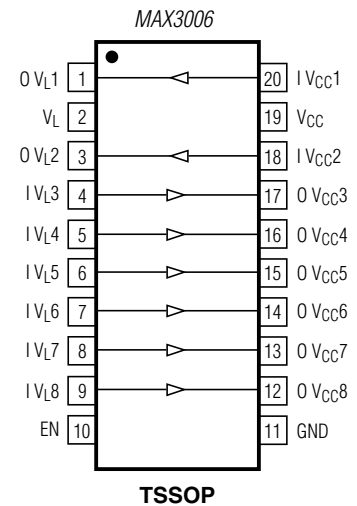 MAX3006
O VL1 1 20 I VCC1
VL 2 19 VCC
O VL2 3 18 I VCC2
I VL3 4 17 O VCC3
I VL4 5 16 O VCC4
I VL5 6 15 O VCC5
I VL6 7 14 O VCC6
I VL7 8 13 O VCC7
I VL8 9 12 O VCC8
EN 10 11 GND
TSSOP